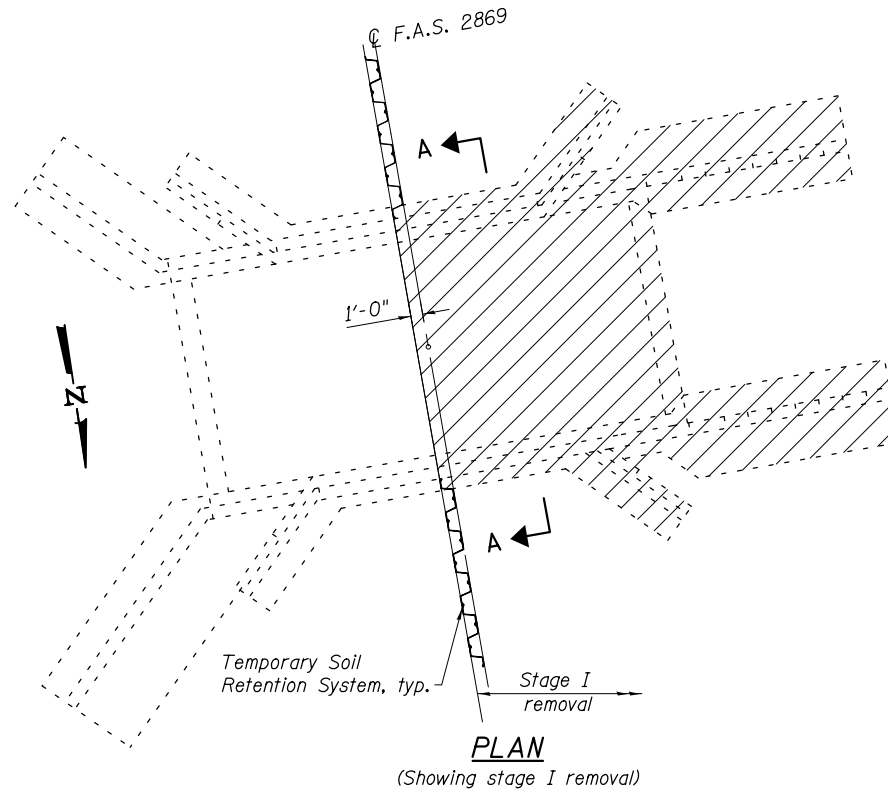 ℄ F.A.S. 2869
A
1'-0"
N
A
Temporary Soil
Retention System, typ.
Stage I
removal
PLAN
(Showing stage I removal)